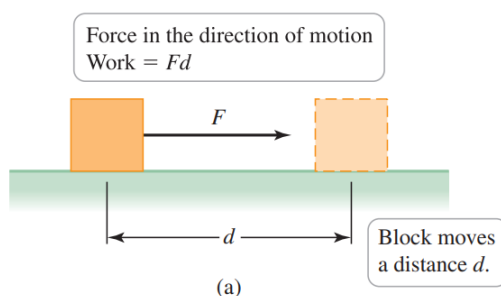 Force in the direction of motion
Work = Fd
F
d
Block moves
a distance d.
(a)